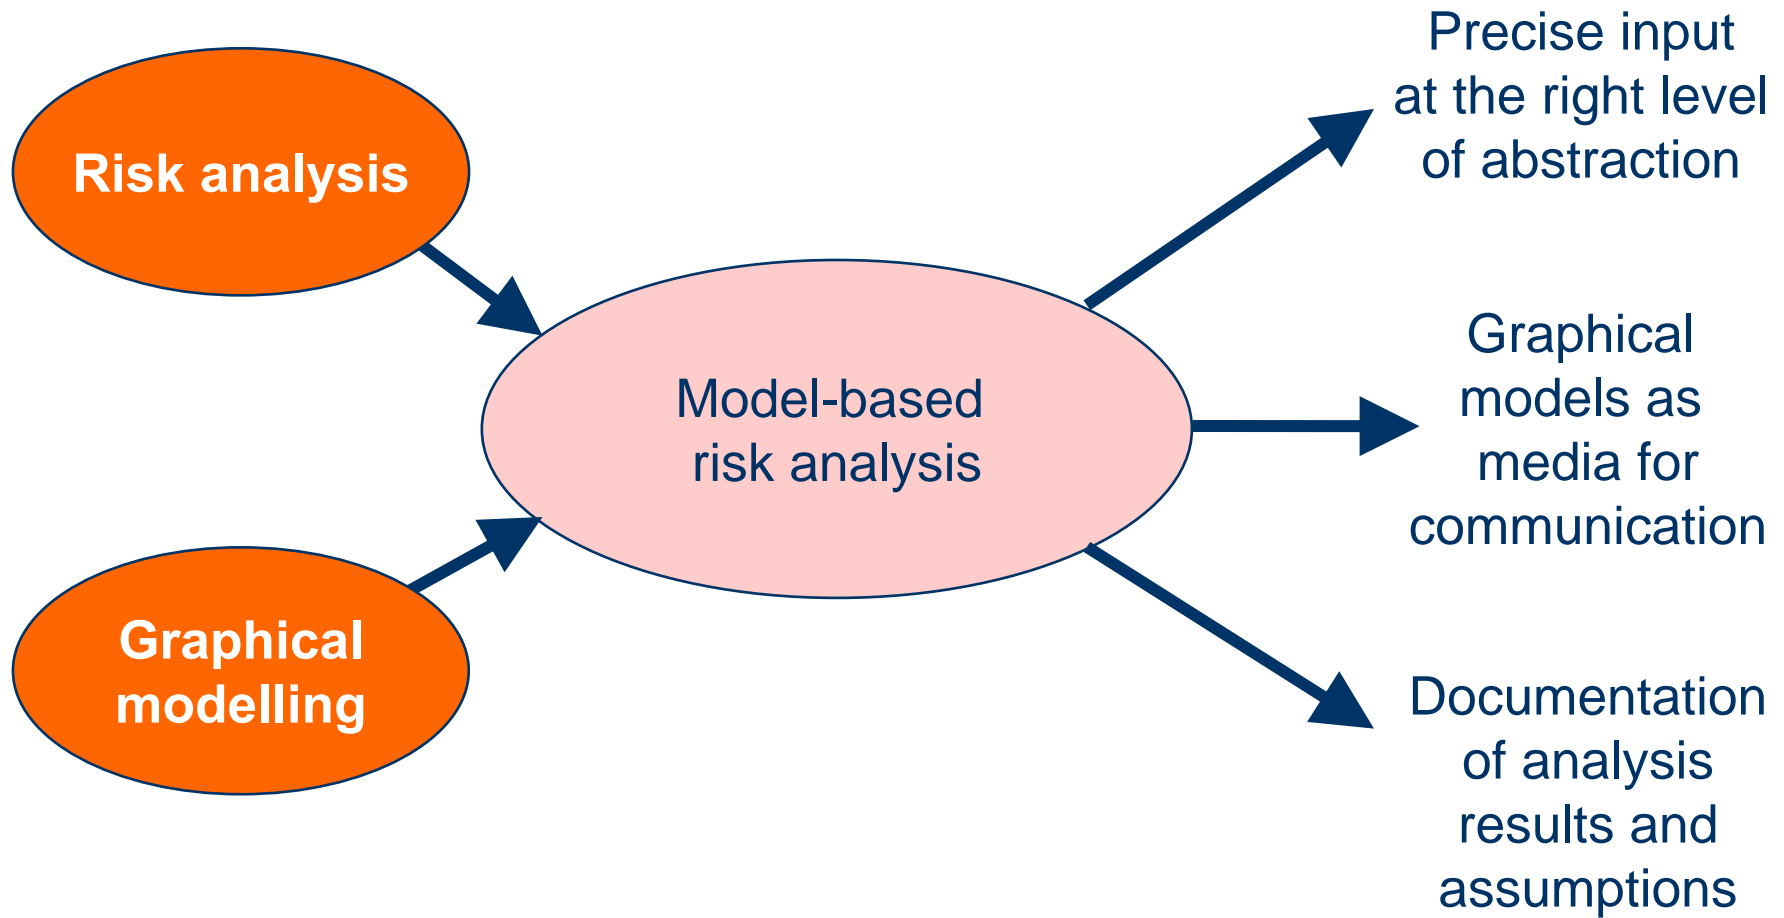 Risk analysis
Graphical
modelling
Model-based
risk analysis
Precise input
at the right level
of abstraction
Graphical
models as
media for
communication
Documentation
of analysis
results and
assumptions